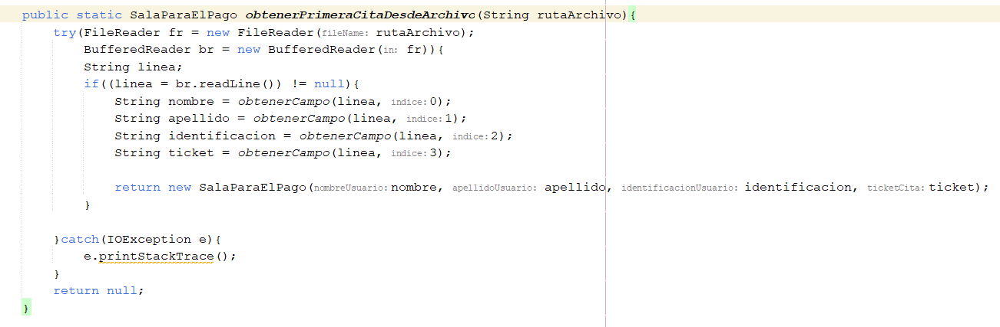 public static SalaParaElPago obtenerPrimeraCitaDesdeArchivo(String rutaArchivo){
try(FileReader fr = new FileReader(fileName: rutaArchivo);
BufferedReader br = new BufferedReader(in: fr)){
String linea;
if((linea = br.readLine()) != null){
String nombre = obtenerCampo(linea, indice: 0);
String apellido = obtenerCampo(linea, indice: 1);
String identificacion = obtenerCampo(linea, indice: 2);
String ticket = obtenerCampo(linea, indice: 3);
return new SalaParaElPago(nombreUsuario: nombre, apellidoUsuario: apellido, identificacionUsuario: identificacion, ticketCita: ticket);
}
}catch(IOException e){
e.printStackTrace();
}
return null;
}